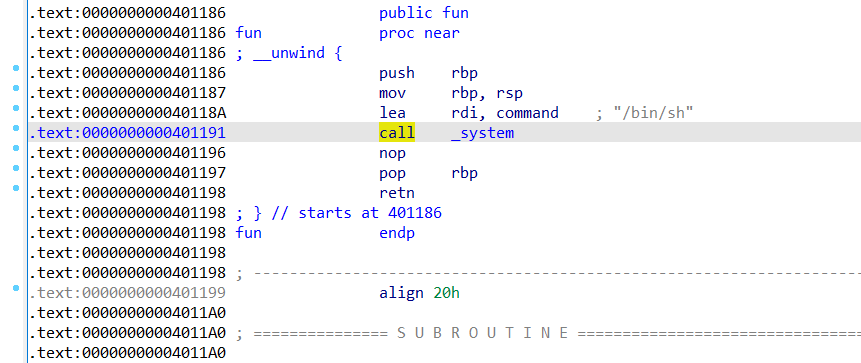 .text:0000000000401186 public fun
.text:0000000000401186 fun proc near
.text:0000000000401186 ; __unwind {
.text:0000000000401186 push rbp
.text:0000000000401187 mov rbp, rsp
.text:000000000040118A lea rdi, command ; "/bin/sh"
.text:0000000000401191 call _system
.text:0000000000401196 nop
.text:0000000000401197 pop rbp
.text:0000000000401198 retn
.text:0000000000401198 ; } // starts at 401186
.text:0000000000401198 fun endp
.text:0000000000401198
.text:0000000000401198 ; ---------------------------------------------------------------
.text:0000000000401199 align 20h
.text:00000000004011A0
.text:00000000004011A0 ; =============== S U B R O U T I N E ===============================
.text:00000000004011A0